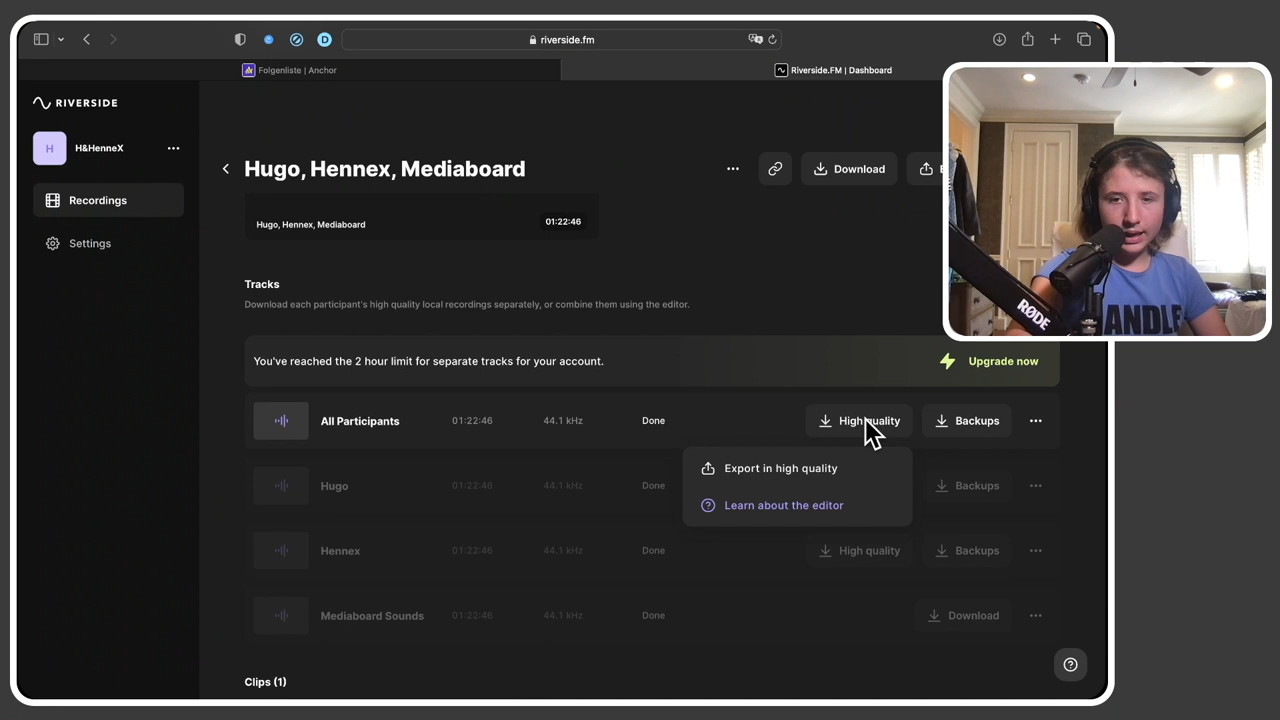 riverside.fm
Folgenliste | Anchor
Riverside.FM | Dashboard
RIVERSIDE
H
H&HenneX
Recordings
Settings
Hugo, Hennex, Mediaboard
Download
Hugo, Hennex, Mediaboard
01:22:46
Tracks
Download each participant's high quality local recordings separately, or combine them using the editor.
You've reached the 2 hour limit for separate tracks for your account.
Upgrade now
All Participants
01:22:46
44.1 kHz
Done
High quality
Backups
Export in high quality
Learn about the editor
Hugo
01:22:46
44.1 kHz
Done
Backups
Hennex
01:22:46
44.1 kHz
Done
High quality
Backups
Mediaboard Sounds
01:22:46
44.1 kHz
Done
Download
Clips (1)
RØDE
ANDLE